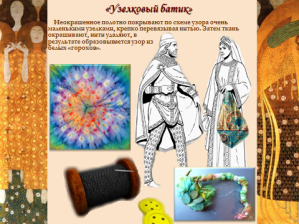 «Узелковый батик»
Неокрашенное полотно покрывают по схеме узора очень
маленькими узелками, крепко перевязывая нитью. Затем ткань
окрашивают, нити удаляют, в
результате образовывается узор из
белых «горохов».